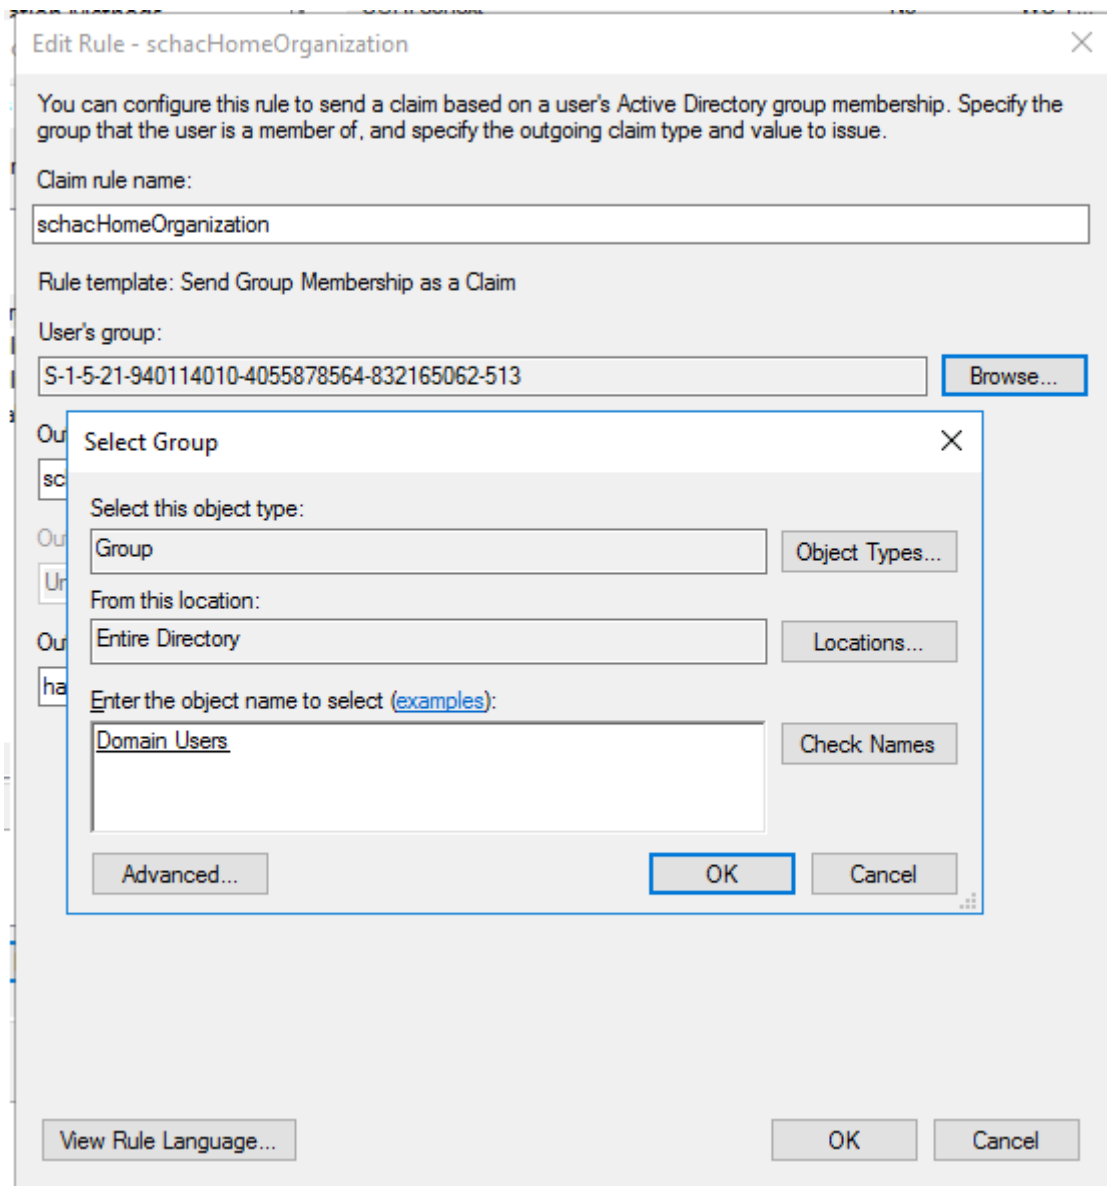 Edit Rule - schacHomeOrganization
You can configure this rule to send a claim based on a user's Active Directory group membership. Specify the
group that the user is a member of, and specify the outgoing claim type and value to issue.
Claim rule name:
schacHomeOrganization
Rule template: Send Group Membership as a Claim
User's group:
S-1-5-21-940114010-4055878564-832165062-513
Browse...
Select Group
Select this object type:
Group
Object Types...
From this location:
Entire Directory
Locations...
Enter the object name to select (examples):
Domain Users
Check Names
Advanced...
OK
Cancel
View Rule Language...
OK
Cancel